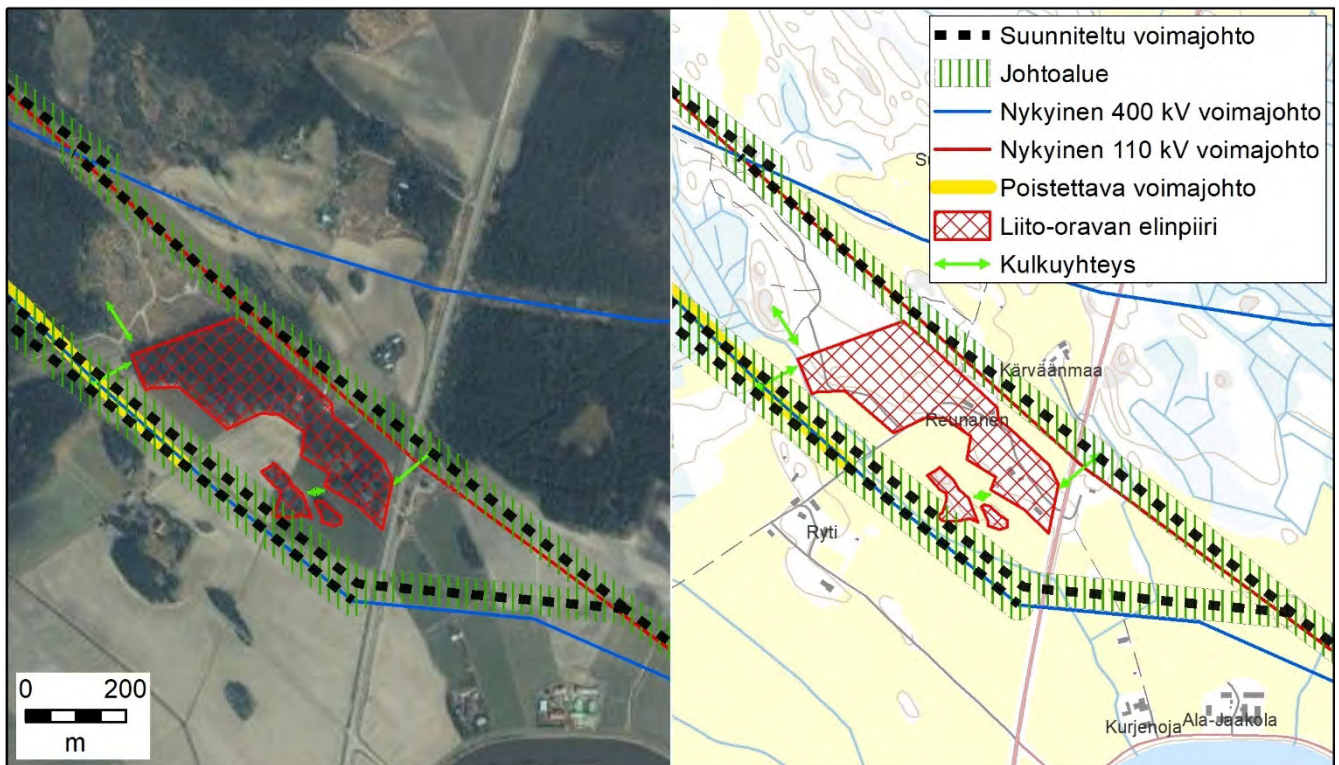 Suunniteltu voimajohto
Johtoalue
Nykyinen 400 kV voimajohto
Nykyinen 110 kV voimajohto
Poistettava voimajohto
Liito-oravan elinpiiri
Kulkuyhteys
Su
Kärväänmaa
Reunanen
Ryti
0 200
m
Kurjenoja
Ala-Jaakola